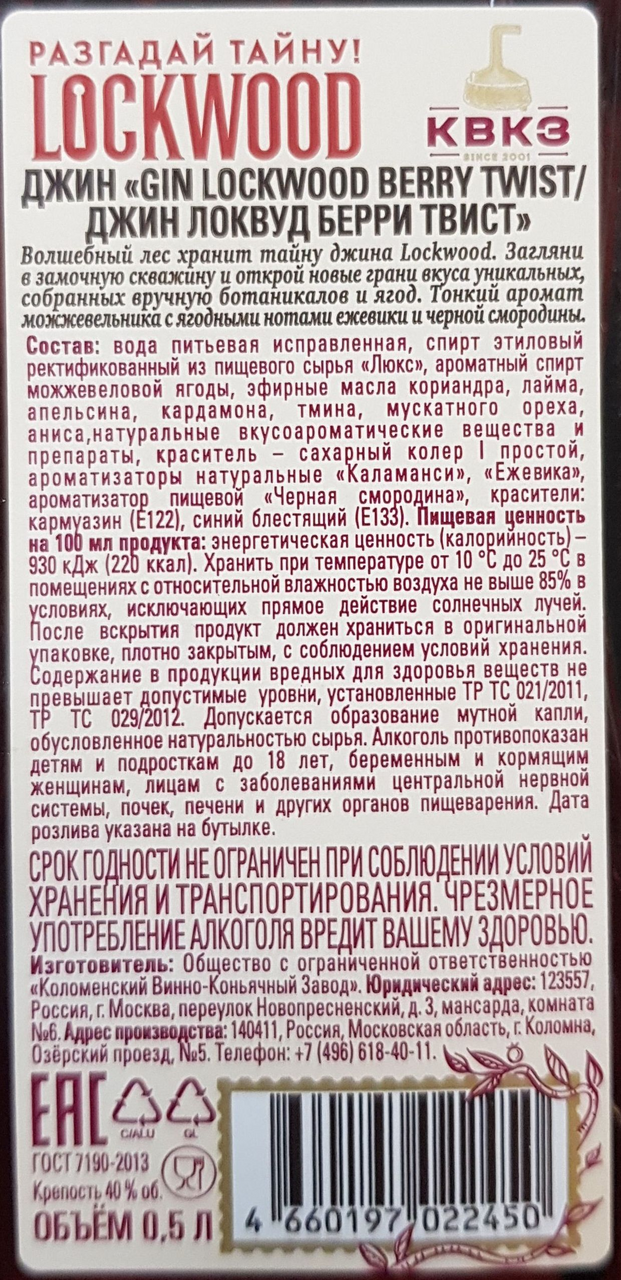 РАЗГАДАЙ ТАЙНУ!
LOCKWOOD
КВКЗ
SINCE 2001
ДЖИН «GIN LOCKWOOD BERRY TWIST/
ДЖИН ЛОКВУД БЕРРИ ТВИСТ»
Волшебный лес хранит тайну джина Lockwood. Загляни
в замочную скважину и открой новые грани вкуса уникальных,
собранных вручную ботаникалов и ягод. Тонкий аромат
можжевельника с ягодными нотами ежевики и черной смородины.
Состав: вода питьевая исправленная, спирт этиловый
ректификованный из пищевого сырья «Люкс», ароматный спирт
можжевеловой ягоды, эфирные масла кориандра, лайма,
апельсина, кардамона, тмина, мускатного ореха,
аниса,натуральные вкусоароматические вещества и
препараты, краситель – сахарный колер I простой,
ароматизаторы натуральные «Каламанси», «Ежевика»,
ароматизатор пищевой «Черная смородина», красители:
кармуазин (Е122), синий блестящий (Е133). Пищевая ценность
на 100 мл продукта: энергетическая ценность (калорийность) –
930 кДж (220 ккал). Хранить при температуре от 10 °С до 25 °С в
помещениях с относительной влажностью воздуха не выше 85% в
условиях, исключающих прямое действие солнечных лучей.
После вскрытия продукт должен храниться в оригинальной
упаковке, плотно закрытым, с соблюдением условий хранения.
Содержание в продукции вредных для здоровья веществ не
превышает допустимые уровни, установленные ТР ТС 021/2011,
ТР ТС 029/2012. Допускается образование мутной капли,
обусловленное натуральностью сырья. Алкоголь противопоказан
детям и подросткам до 18 лет, беременным и кормящим
женщинам, лицам с заболеваниями центральной нервной
системы, почек, печени и других органов пищеварения. Дата
розлива указана на бутылке.
СРОК ГОДНОСТИ НЕ ОГРАНИЧЕН ПРИ СОБЛЮДЕНИИ УСЛОВИЙ
ХРАНЕНИЯ И ТРАНСПОРТИРОВАНИЯ. ЧРЕЗМЕРНОЕ
УПОТРЕБЛЕНИЕ АЛКОГОЛЯ ВРЕДИТ ВАШЕМУ ЗДОРОВЬЮ.
Изготовитель: Общество с ограниченной ответственностью
«Коломенский Винно-Коньячный Завод». Юридический адрес: 123557,
Россия, г. Москва, переулок Новопресненский, д. 3, мансарда, комната
№6. Адрес производства: 140411, Россия, Московская область, г. Коломна,
Озёрский проезд, №5. Телефон: +7 (496) 618-40-11.
ЕАС
C/ALU
GL
ГОСТ 7190-2013
Крепость 40 % об.
ОБЪЁМ 0,5 Л
4 660197 022450